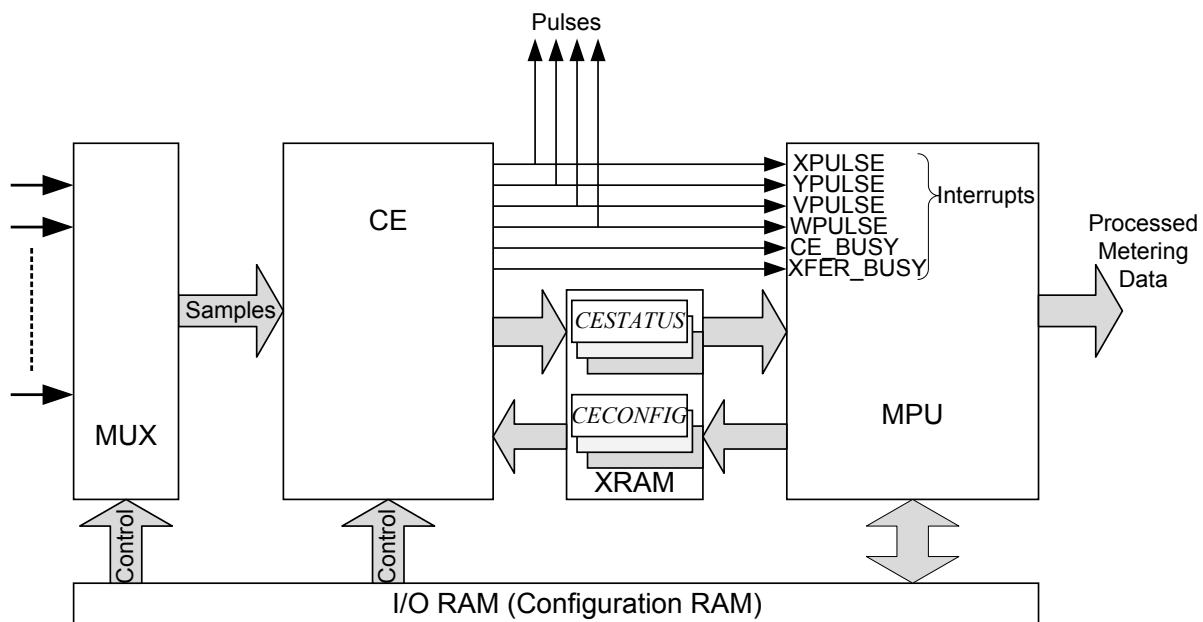 Pulses
XPULSE
YPULSE
VPULSE
WPULSE
CE_BUSY
XFER_BUSY
Interrupts
CE
Processed
Metering
Data
Samples
CESTATUS
CECONFIG
XRAM
MUX
MPU
Control
Control
I/O RAM (Configuration RAM)